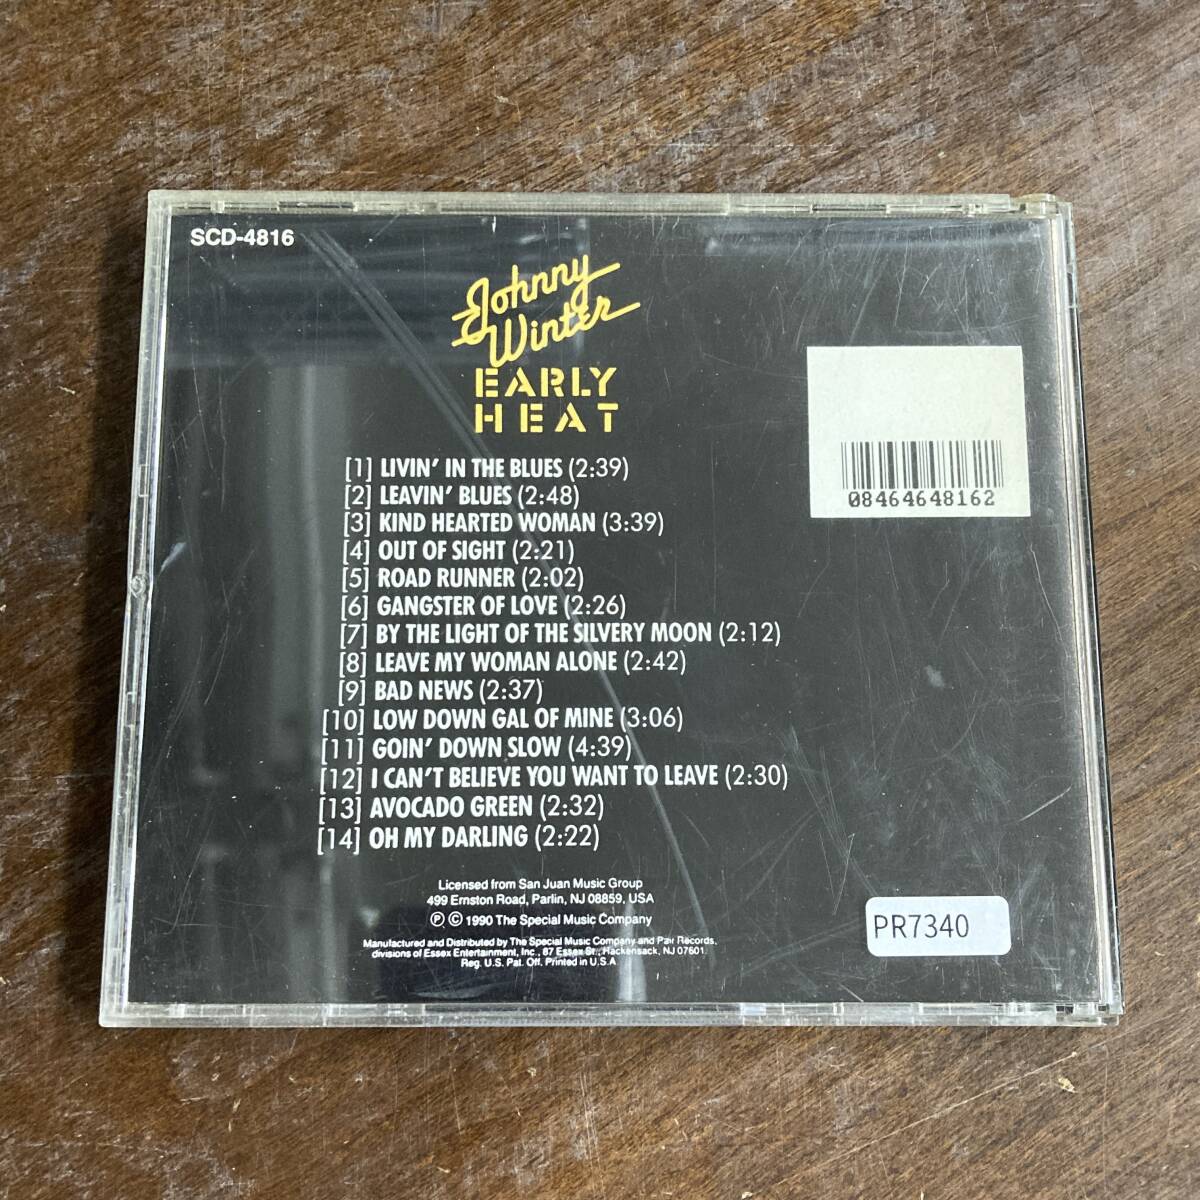 SCD-4816
Johnny
Winter
EARLY
HEAT
[1] LIVIN' IN THE BLUES (2:39)
[2] LEAVIN' BLUES (2:48)
[3] KIND HEARTED WOMAN (3:39)
[4] OUT OF SIGHT (2:21)
[5] ROAD RUNNER (2:02)
[6] GANGSTER OF LOVE (2:26)
[7] BY THE LIGHT OF THE SILVERY MOON (2:12)
[8] LEAVE MY WOMAN ALONE (2:42)
[9] BAD NEWS (2:37)
[10] LOW DOWN GAL OF MINE (3:06)
[11] GOIN' DOWN SLOW (4:39)
[12] I CAN'T BELIEVE YOU WANT TO LEAVE (2:30)
[13] AVOCADO GREEN (2:32)
[14] OH MY DARLING (2:22)
08464648162
Licensed from San Juan Music Group
499 Ernston Road, Parlin, NJ 08859, USA
℗ © 1990 The Special Music Company
Manufactured and Distributed by The Special Music Company and Pair Records,
divisions of Essex Entertainment, Inc., 87 Essex St., Hackensack, NJ 07601.
Reg. U.S. Pat. Off. Printed in U.S.A
PR7340